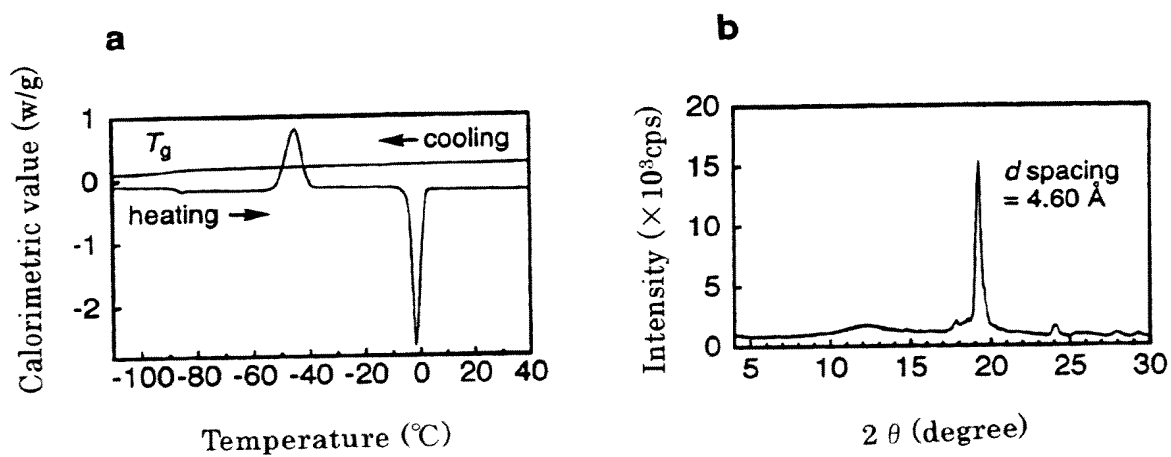 a
Calorimetric value (w/g)
1
0
-1
-2
Tg
cooling
heating
-100 -80 -60 -40 -20 0 20 40
Temperature (℃)
b
Intensity (×10³cps)
20
15
10
5
0
d spacing
= 4.60 Å
5 10 15 20 25 30
2 θ (degree)